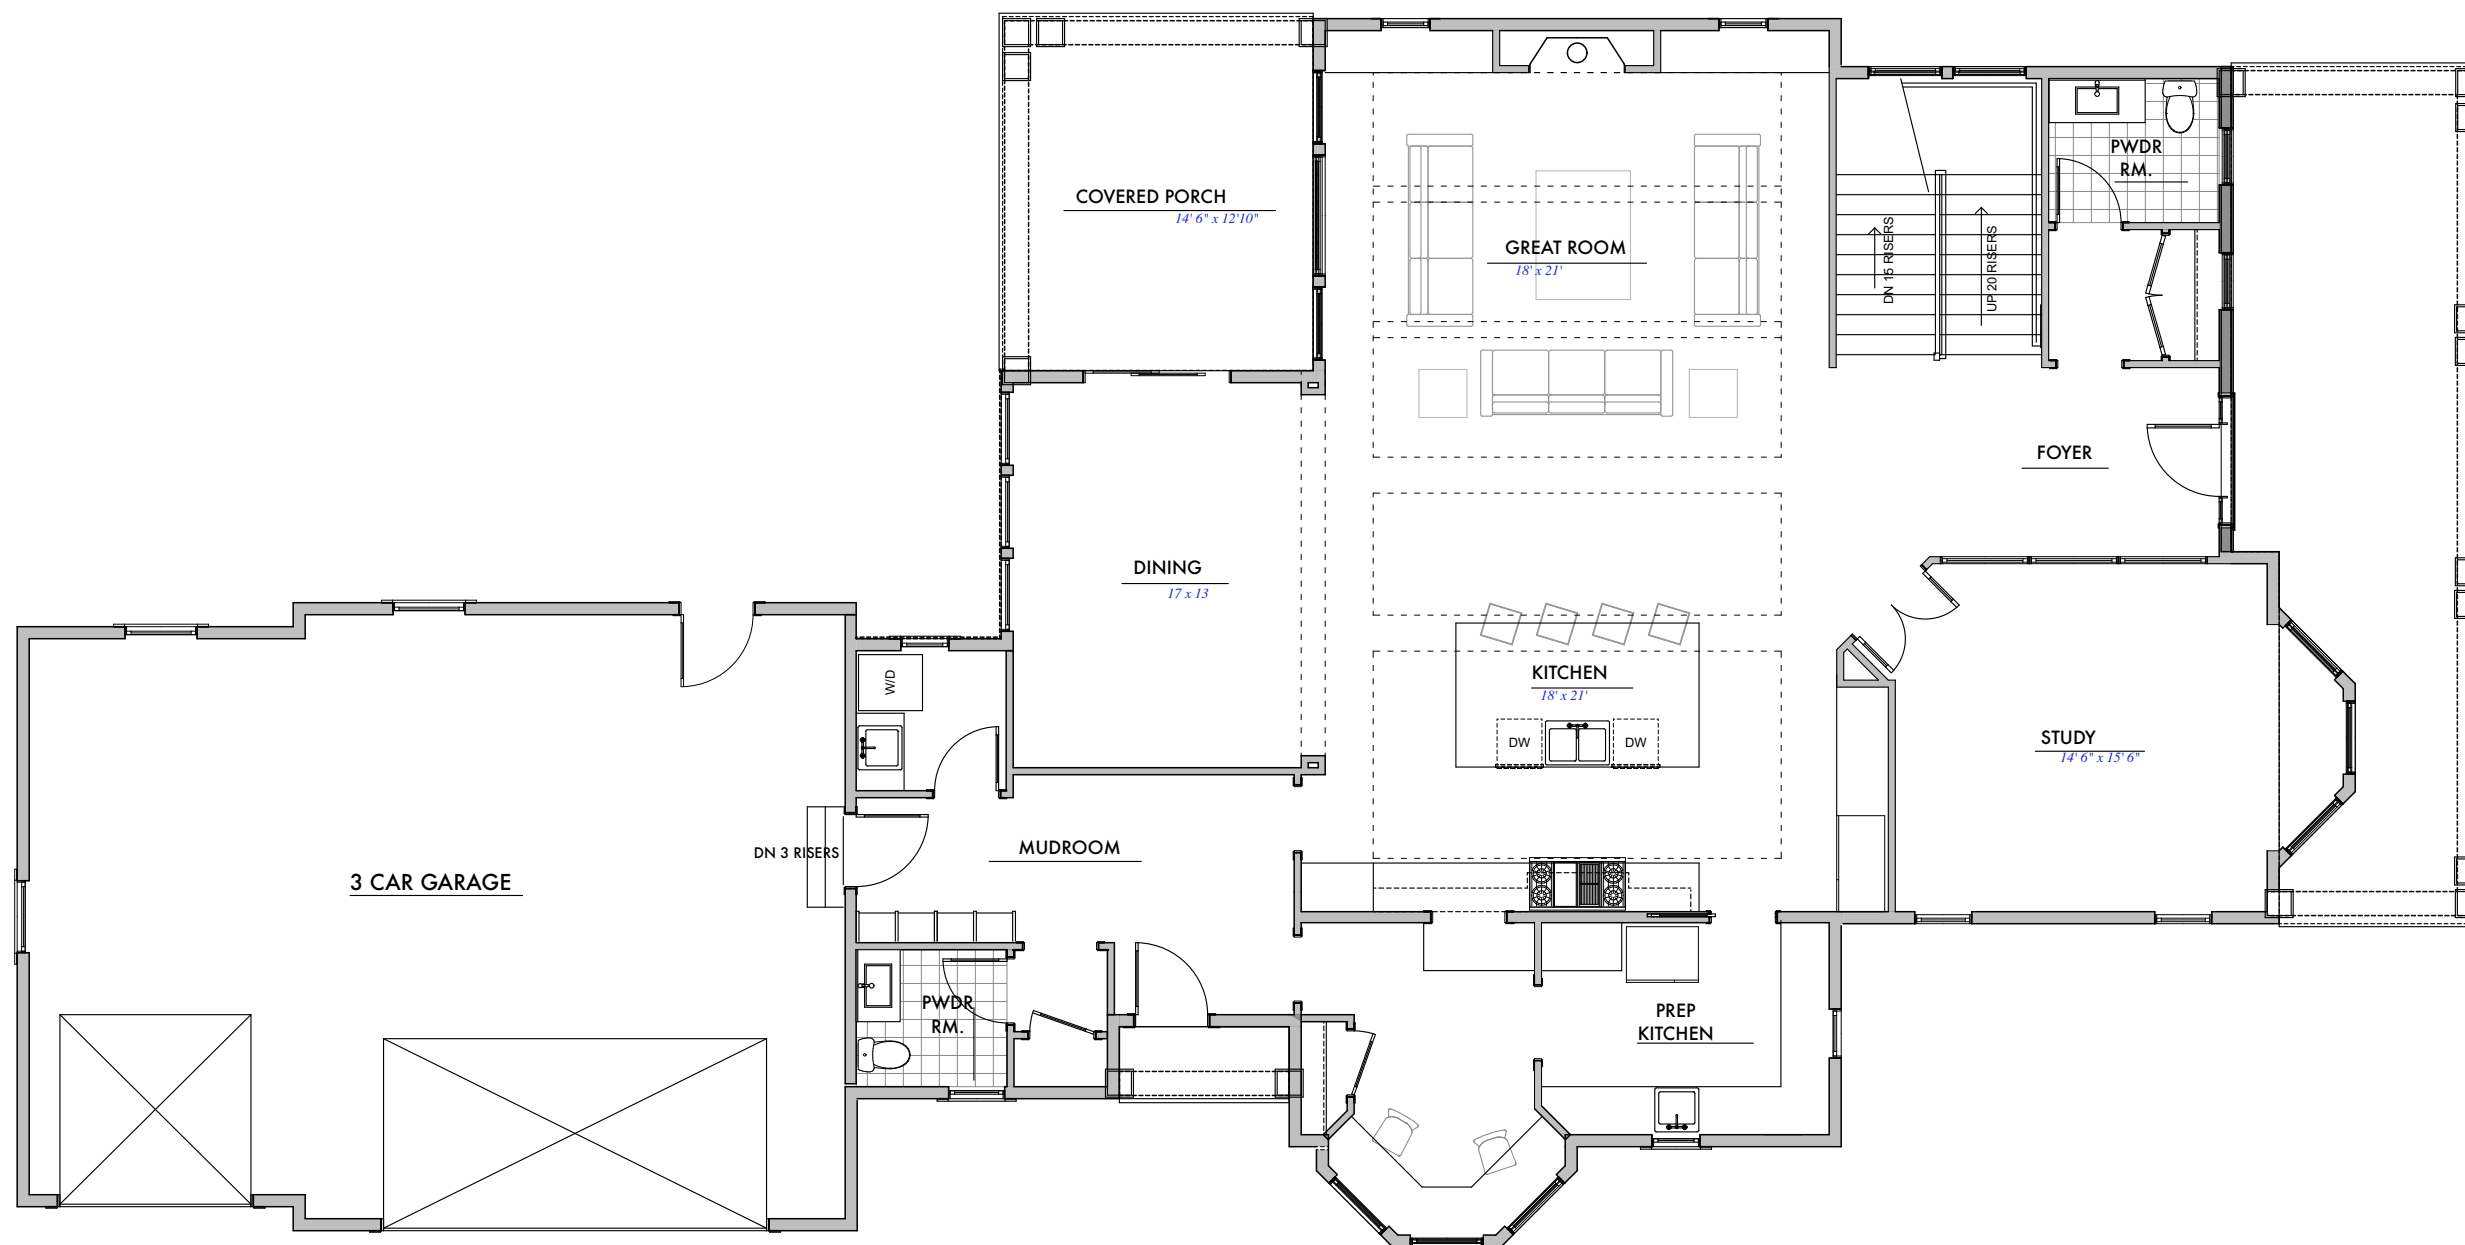 COVERED PORCH
14' 6" x 12'10"
GREAT ROOM
18' x 21'
DN 15 RISERS
UP 20 RISERS
PWDR
RM.
FOYER
DINING
17 x 13
KITCHEN
18' x 21'
DW
DW
STUDY
14' 6" x 15' 6"
W/D
MUDROOM
DN 3 RISERS
3 CAR GARAGE
PWDR
RM.
PREP
KITCHEN